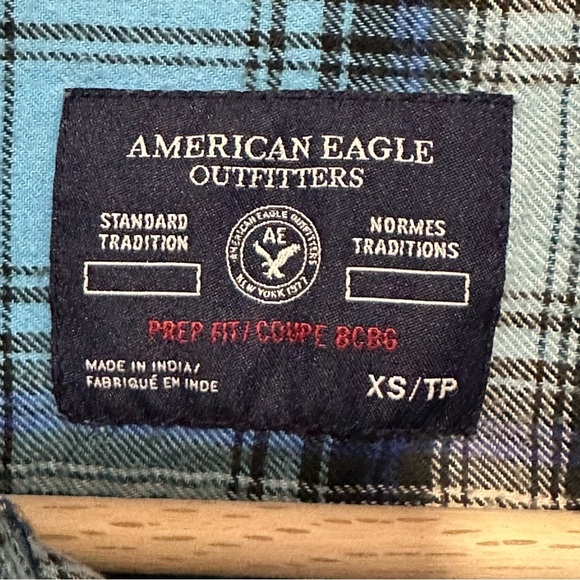 AMERICAN EAGLE
OUTFITTERS
STANDARD
TRADITION
AMERICAN EAGLE OUTFITTERS
AE
NEW YORK 1977
NORMES
TRADITIONS
PREP FIT/COUPE BCBG
MADE IN INDIA/
FABRIQUÉ EN INDE
XS/TP